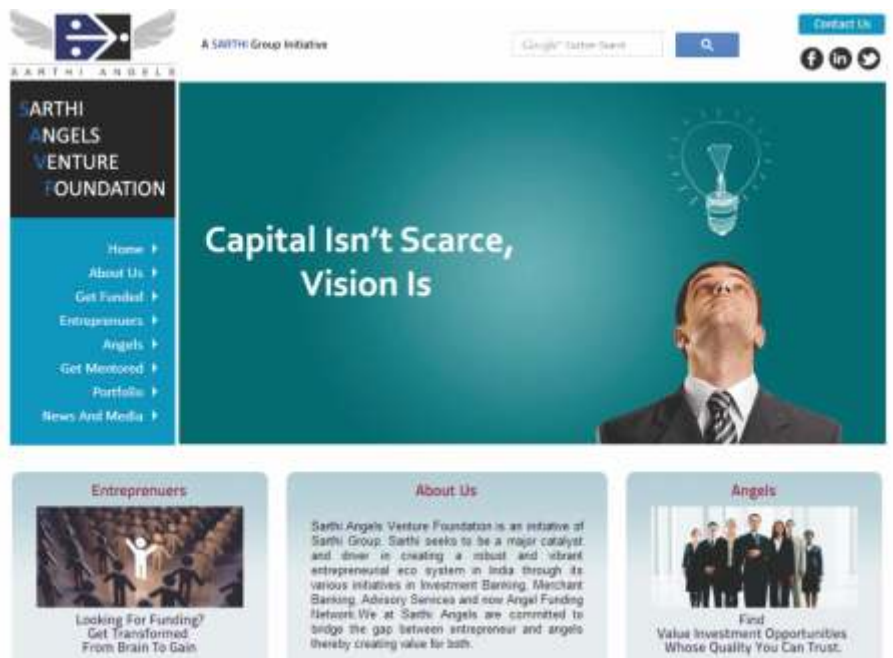 A SARTHI Group Initiative
Google™ Custom Search
Contact Us
SARTHI ANGELS
SARTHI
ANGELS
VENTURE
FOUNDATION
Home
About Us
Get Funded
Entreprenuers
Angels
Get Mentored
Portfolio
News And Media
Capital Isn't Scarce,
Vision Is
Entreprenuers
Looking For Funding?
Get Transformed
From Brain To Gain
About Us
Sarthi Angels Venture Foundation is an initiative of
Sarthi Group. Sarthi seeks to be a major catalyst
and driver in creating a robust and vibrant
entrepreneurial eco system in India through its
various initiatives in Investment Banking, Merchant
Banking, Advisory Services and now Angel Funding
Network.We at Sarthi Angels are committed to
bridge the gap between entrepreneur and angels
thereby creating value for both.
Angels
Find
Value Investment Opportunities
Whose Quality You Can Trust.